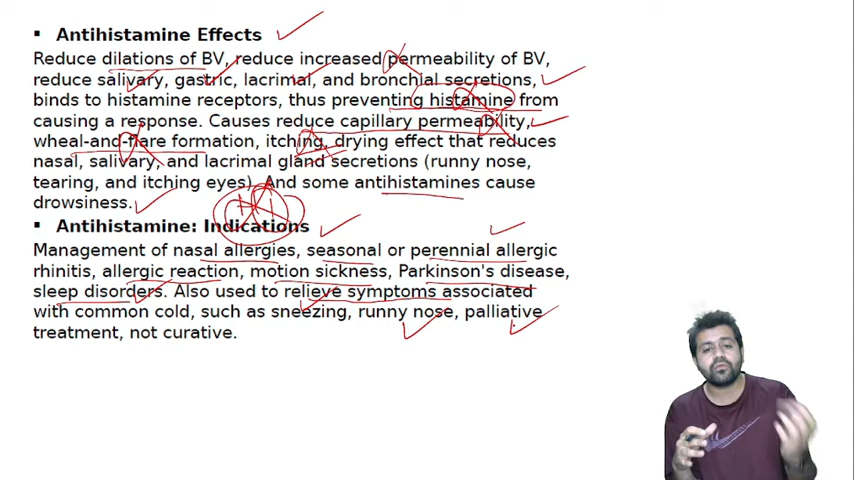 ▪ Antihistamine Effects
Reduce dilations of BV, reduce increased permeability of BV,
reduce salivary, gastric, lacrimal, and bronchial secretions,
binds to histamine receptors, thus preventing histamine from
causing a response. Causes reduce capillary permeability,
wheal-and-flare formation, itching, drying effect that reduces
nasal, salivary, and lacrimal gland secretions (runny nose,
tearing, and itching eyes). And some antihistamines cause
drowsiness.
▪ Antihistamine: Indications
Management of nasal allergies, seasonal or perennial allergic
rhinitis, allergic reaction, motion sickness, Parkinson's disease,
sleep disorders. Also used to relieve symptoms associated
with common cold, such as sneezing, runny nose, palliative
treatment, not curative.